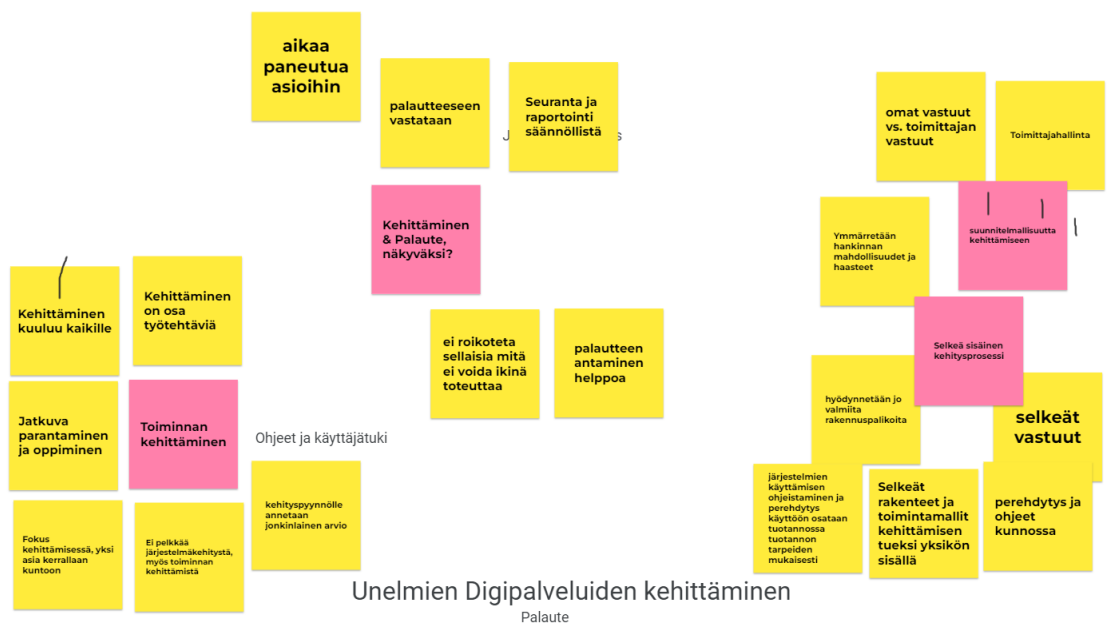 aikaa
paneutua
asioihin
palautteeseen
vastataan
Seuranta ja
raportointi
säännöllistä
Kehittäminen
& Palaute,
näkyväksi?
ei roikoteta
sellaisia mitä
ei voida ikinä
toteuttaa
palautteen
antaminen
helppoa
Kehittäminen
kuuluu kaikille
Kehittäminen
on osa
työtehtäviä
Jatkuva
parantaminen
ja oppiminen
Toiminnan
kehittäminen
Ohjeet ja käyttäjätuki
Fokus
kehittämisessä, yksi
asia kerrallaan
kuntoon
Ei pelkkää
järjestelmäkehitystä,
myös toiminnan
kehittämistä
kehityspyynnölle
annetaan
jonkinlainen arvio
omat vastuut
vs. toimittajan
vastuut
Toimittajahallinta
Ymmärretään
hankinnan
mahdollisuudet ja
haasteet
suunnitelmallisuutta
kehittämiseen
Selkeä sisäinen
kehitysprosessi
hyödynnetään jo
valmiita
rakennuspalikoita
selkeät
vastuut
järjestelmien
käyttämisen
ohjeistaminen ja
perehdytys
käyttöön osataan
tuotannossa
tuotannon
tarpeiden
mukaisesti
Selkeät
rakenteet ja
toimintamallit
kehittämisen
tueksi yksikön
sisällä
perehdytys ja
ohjeet
kunnossa
Unelmien Digipalveluiden kehittäminen
Palaute